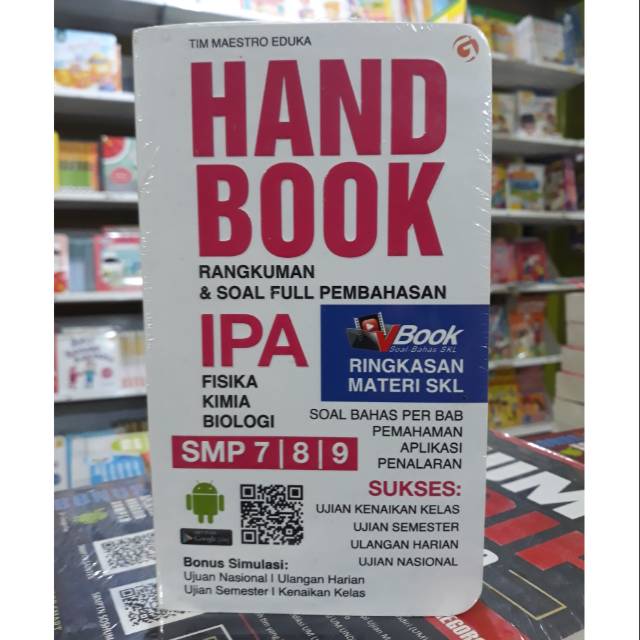 TIM MAESTRO EDUKA
HAND
BOOK
RANGKUMAN
& SOAL FULL PEMBAHASAN
IPA
FISIKA
KIMIA
BIOLOGI
SMP 7 | 8 | 9
VBook
Soal Bahas SKL
RINGKASAN
MATERI SKL
SOAL BAHAS PER BAB
PEMAHAMAN
APLIKASI
PENALARAN
SUKSES:
UJIAN KENAIKAN KELAS
UJIAN SEMESTER
ULANGAN HARIAN
UJIAN NASIONAL
Bonus Simulasi:
Ujuan Nasional | Ulangan Harian
Ujian Semester | Kenaikan Kelas